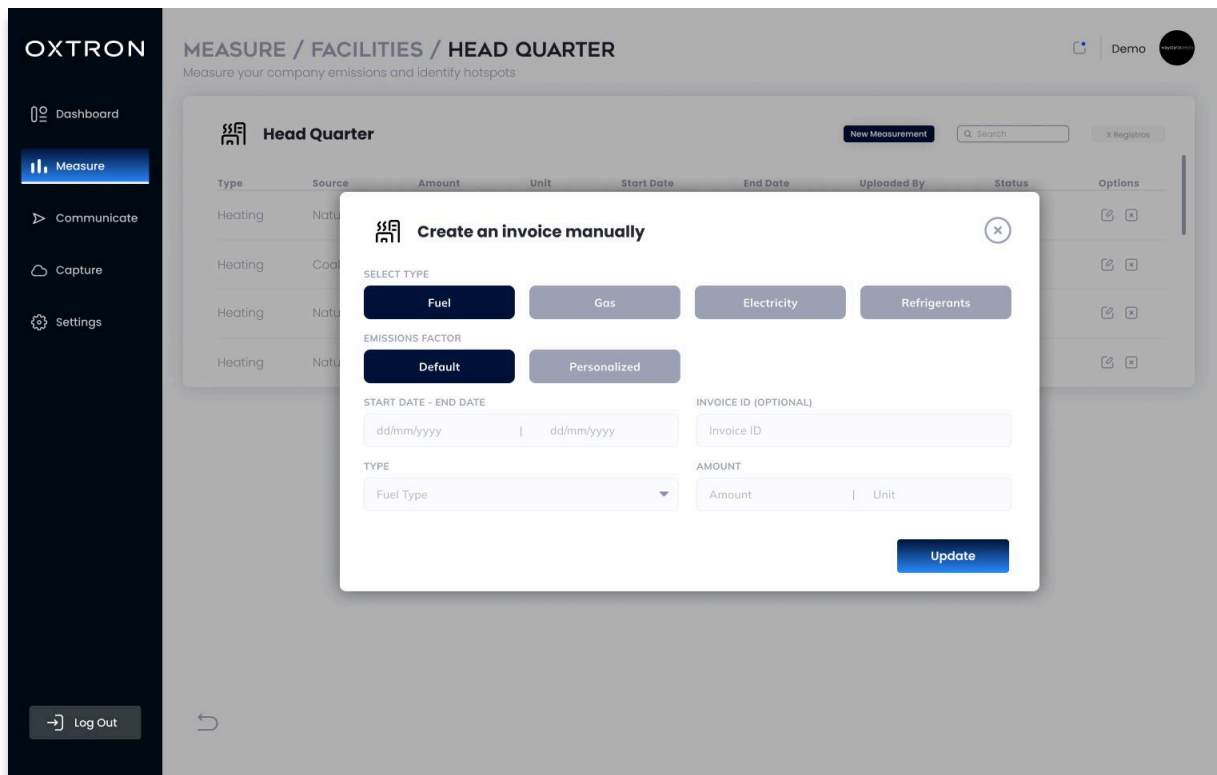 OXTRON
Dashboard
Measure
Communicate
Capture
Settings
Log Out
MEASURE / FACILITIES / HEAD QUARTER
Measure your company emissions and identify hotspots
Demo
Head Quarter
New Measurement
Search
X Registros
Type Source Amount Unit Start Date End Date Uploaded By Status Options
Heating Natu
Heating Coal
Heating Natu
Heating Natu
Create an invoice manually
SELECT TYPE
Fuel Gas Electricity Refrigerants
EMISSIONS FACTOR
Default Personalized
START DATE - END DATE INVOICE ID (OPTIONAL)
dd/mm/yyyy | dd/mm/yyyy Invoice ID
TYPE AMOUNT
Fuel Type Amount | Unit
Update